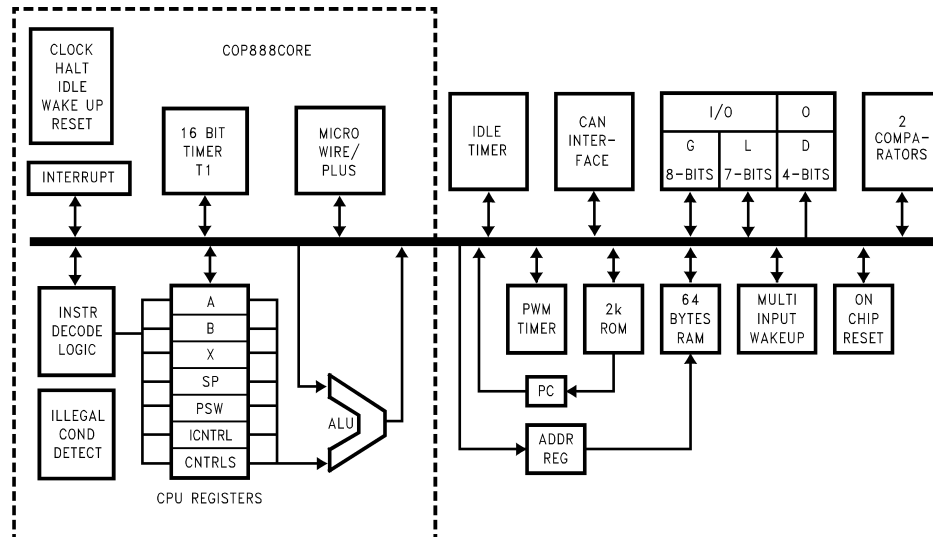 COP888CORE
CLOCK
HALT
IDLE
WAKE UP
RESET
INTERRUPT
16 BIT
TIMER
T1
MICRO
WIRE/
PLUS
IDLE
TIMER
CAN
INTER-
FACE
I/O
O
G
L
D
8-BITS
7-BITS
4-BITS
2
COMPA-
RATORS
INSTR
DECODE
LOGIC
ILLEGAL
COND
DETECT
A
B
X
SP
PSW
ICNTRL
CNTRLS
CPU REGISTERS
ALU
PWM
TIMER
2k
ROM
64
BYTES
RAM
MULTI
INPUT
WAKEUP
ON
CHIP
RESET
PC
ADDR
REG